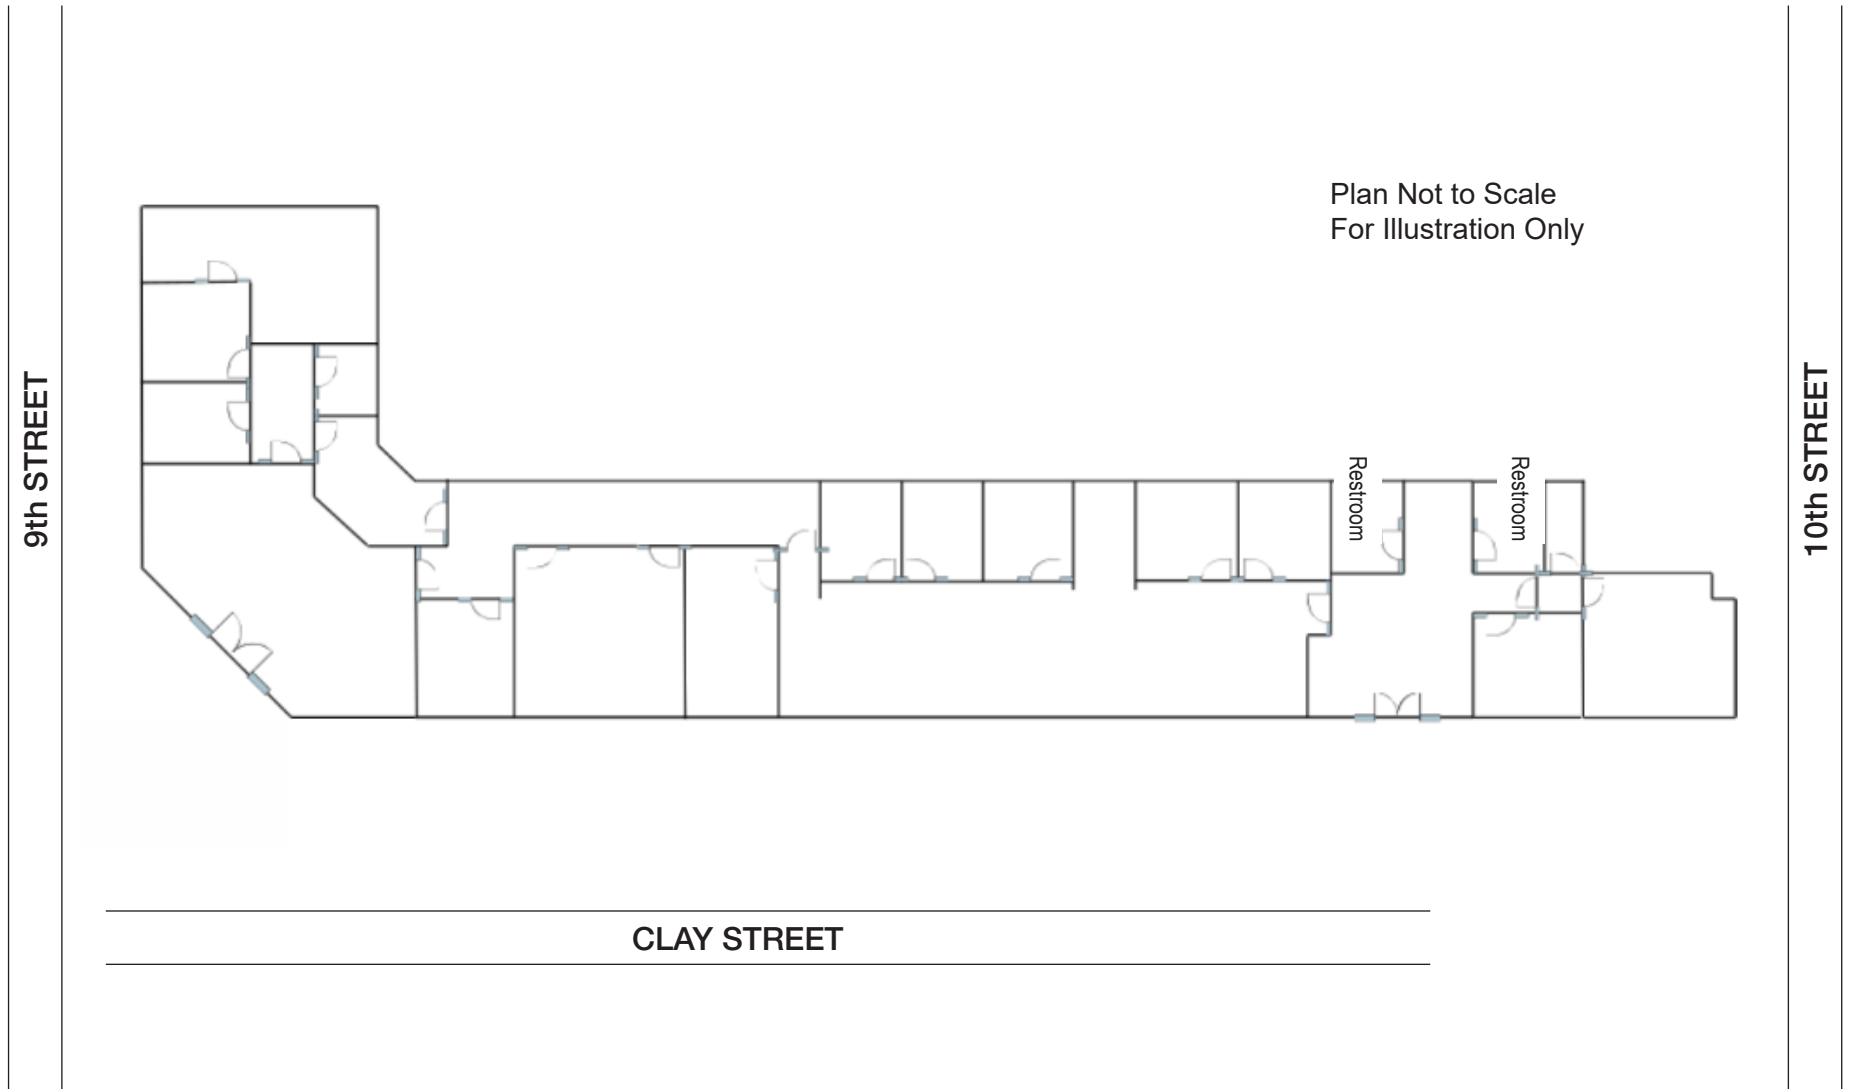 Plan Not to Scale
For Illustration Only
9th STREET
10th STREET
Restroom
Restroom
CLAY STREET